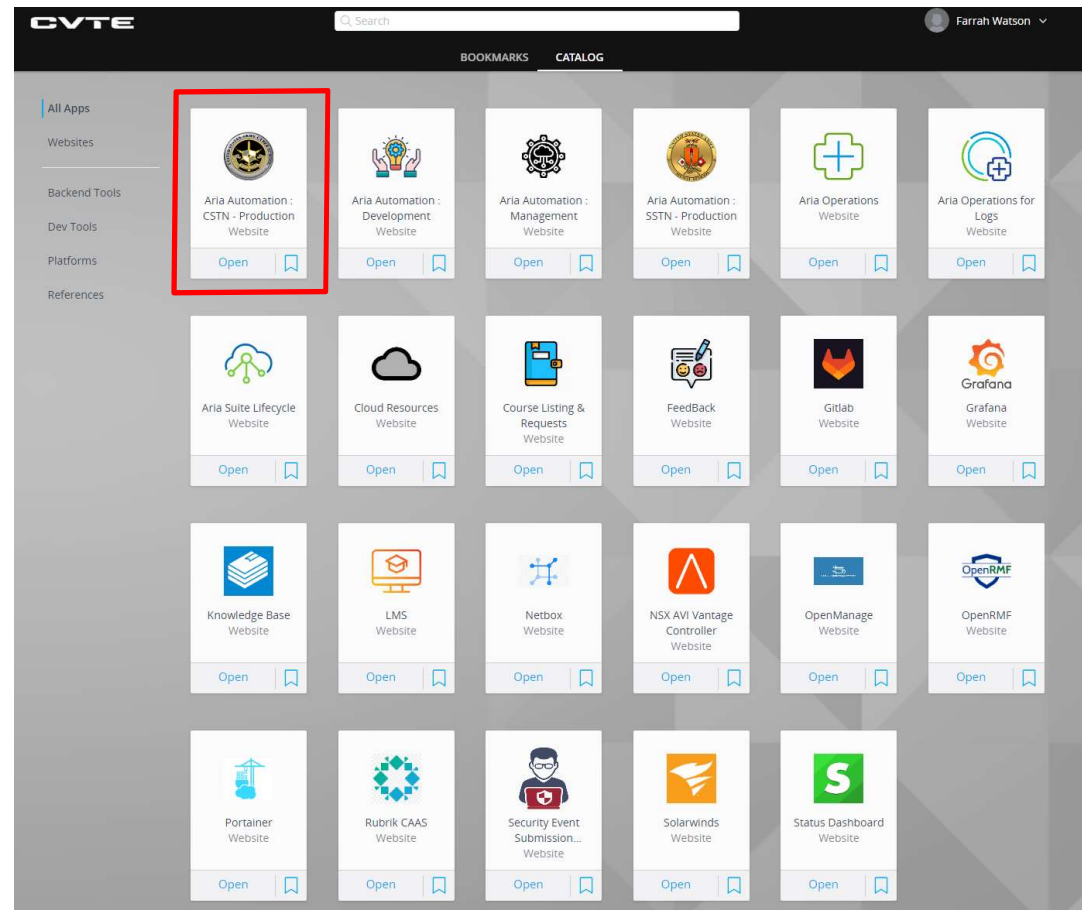 CVTE
Search
Farrah Watson
BOOKMARKS CATALOG
All Apps
Websites
Backend Tools
Dev Tools
Platforms
References
Aria Automation :
CSTN - Production
Website
Open
Aria Automation :
Development
Website
Open
Aria Automation :
Management
Website
Open
Aria Automation :
SSTN - Production
Website
Open
Aria Operations
Website
Open
Aria Operations for
Logs
Website
Open
Aria Suite Lifecycle
Website
Open
Cloud Resources
Website
Open
Course Listing &
Requests
Website
Open
FeedBack
Website
Open
Gitlab
Website
Open
Grafana
Grafana
Website
Open
Knowledge Base
Website
Open
LMS
Website
Open
Netbox
Website
Open
NSX AVI Vantage
Controller
Website
Open
OpenManage
Website
Open
OpenRMF
OpenRMF
Website
Open
Portainer
Website
Open
Rubrik CAAS
Website
Open
Security Event
Submission...
Website
Open
Solarwinds
Website
Open
S
Status Dashboard
Website
Open